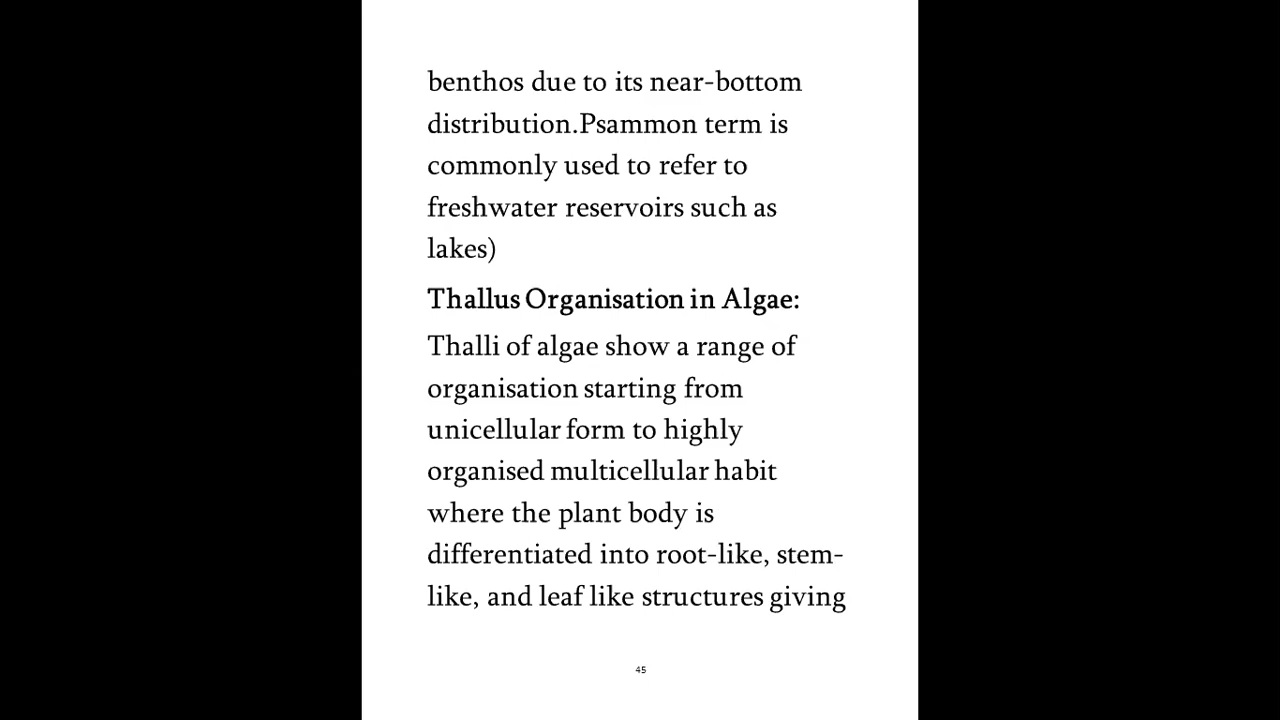 benthos due to its near-bottom
distribution.Psammon term is
commonly used to refer to
freshwater reservoirs such as
lakes)
Thallus Organisation in Algae:
Thalli of algae show a range of
organisation starting from
unicellular form to highly
organised multicellular habit
where the plant body is
differentiated into root-like, stem-
like, and leaf like structures giving
45